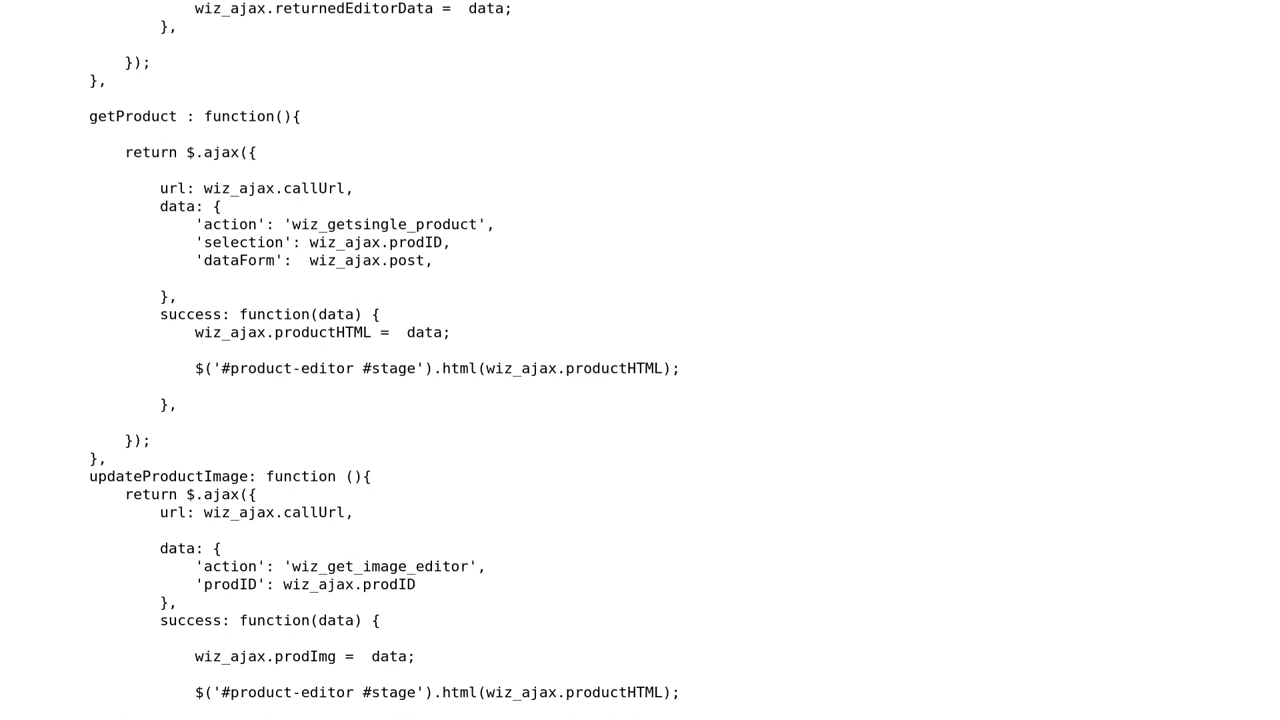 wiz_ajax.returnedEditorData =  data;
},
});
},
getProduct : function(){
return $.ajax({
url: wiz_ajax.callUrl,
data: {
'action': 'wiz_getsingle_product',
'selection': wiz_ajax.prodID,
'dataForm':  wiz_ajax.post,
},
success: function(data) {
wiz_ajax.productHTML =  data;
$('#product-editor #stage').html(wiz_ajax.productHTML);
},
});
},
updateProductImage: function (){
return $.ajax({
url: wiz_ajax.callUrl,
data: {
'action': 'wiz_get_image_editor',
'prodID': wiz_ajax.prodID
},
success: function(data) {
wiz_ajax.prodImg =  data;
$('#product-editor #stage').html(wiz_ajax.productHTML);